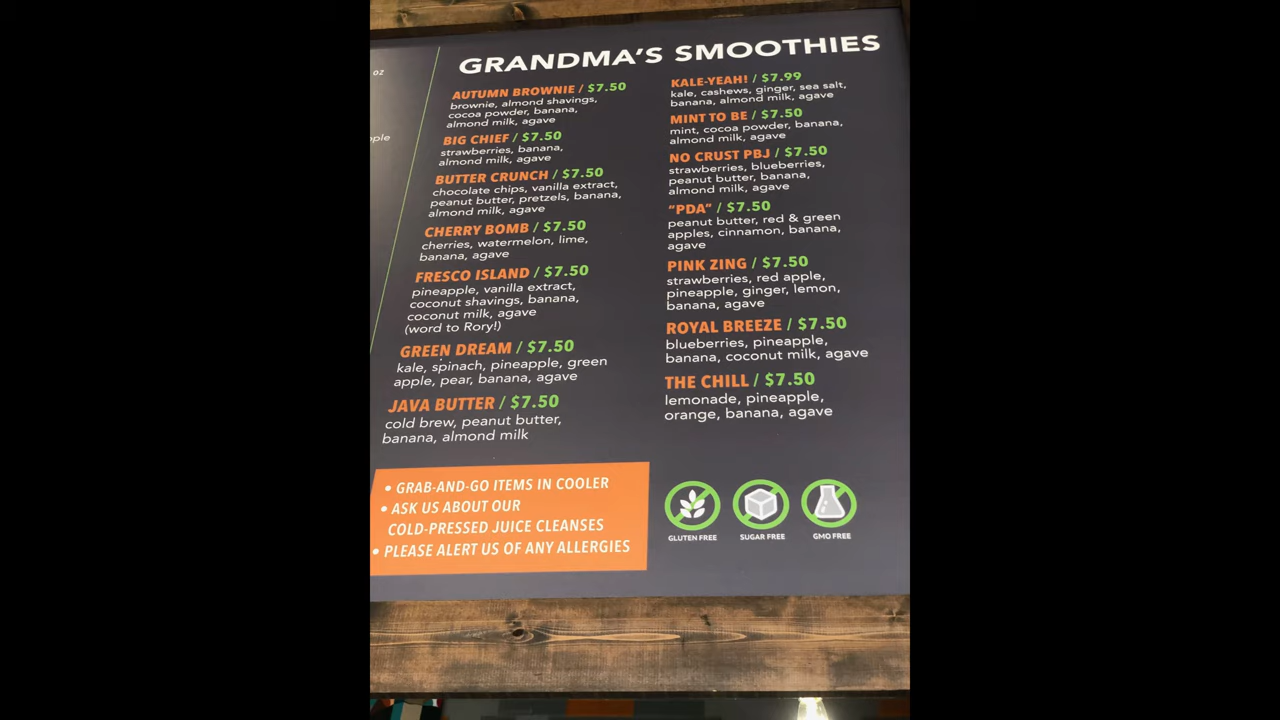 oz
GRANDMA'S SMOOTHIES
AUTUMN BROWNIE / $7.50
brownie, almond shavings,
cocoa powder, banana,
almond milk, agave
BIG CHIEF / $7.50
strawberries, banana,
almond milk, agave
BUTTER CRUNCH / $7.50
chocolate chips, vanilla extract,
peanut butter, pretzels, banana,
almond milk, agave
CHERRY BOMB / $7.50
cherries, watermelon, lime,
banana, agave
FRESCO ISLAND / $7.50
pineapple, vanilla extract,
coconut shavings, banana,
coconut milk, agave
(word to Rory!)
GREEN DREAM / $7.50
kale, spinach, pineapple, green
apple, pear, banana, agave
JAVA BUTTER / $7.50
cold brew, peanut butter,
banana, almond milk
KALE-YEAH! / $7.99
kale, cashews, ginger, sea salt,
banana, almond milk, agave
MINT TO BE / $7.50
mint, cocoa powder, banana,
almond milk, agave
NO CRUST PBJ / $7.50
strawberries, blueberries,
peanut butter, banana,
almond milk, agave
"PDA" / $7.50
peanut butter, red & green
apples, cinnamon, banana,
agave
PINK ZING / $7.50
strawberries, red apple,
pineapple, ginger, lemon,
banana, agave
ROYAL BREEZE / $7.50
blueberries, pineapple,
banana, coconut milk, agave
THE CHILL / $7.50
lemonade, pineapple,
orange, banana, agave
• GRAB-AND-GO ITEMS IN COOLER
• ASK US ABOUT OUR
COLD-PRESSED JUICE CLEANSES
• PLEASE ALERT US OF ANY ALLERGIES
GLUTEN FREE
SUGAR FREE
GMO FREE